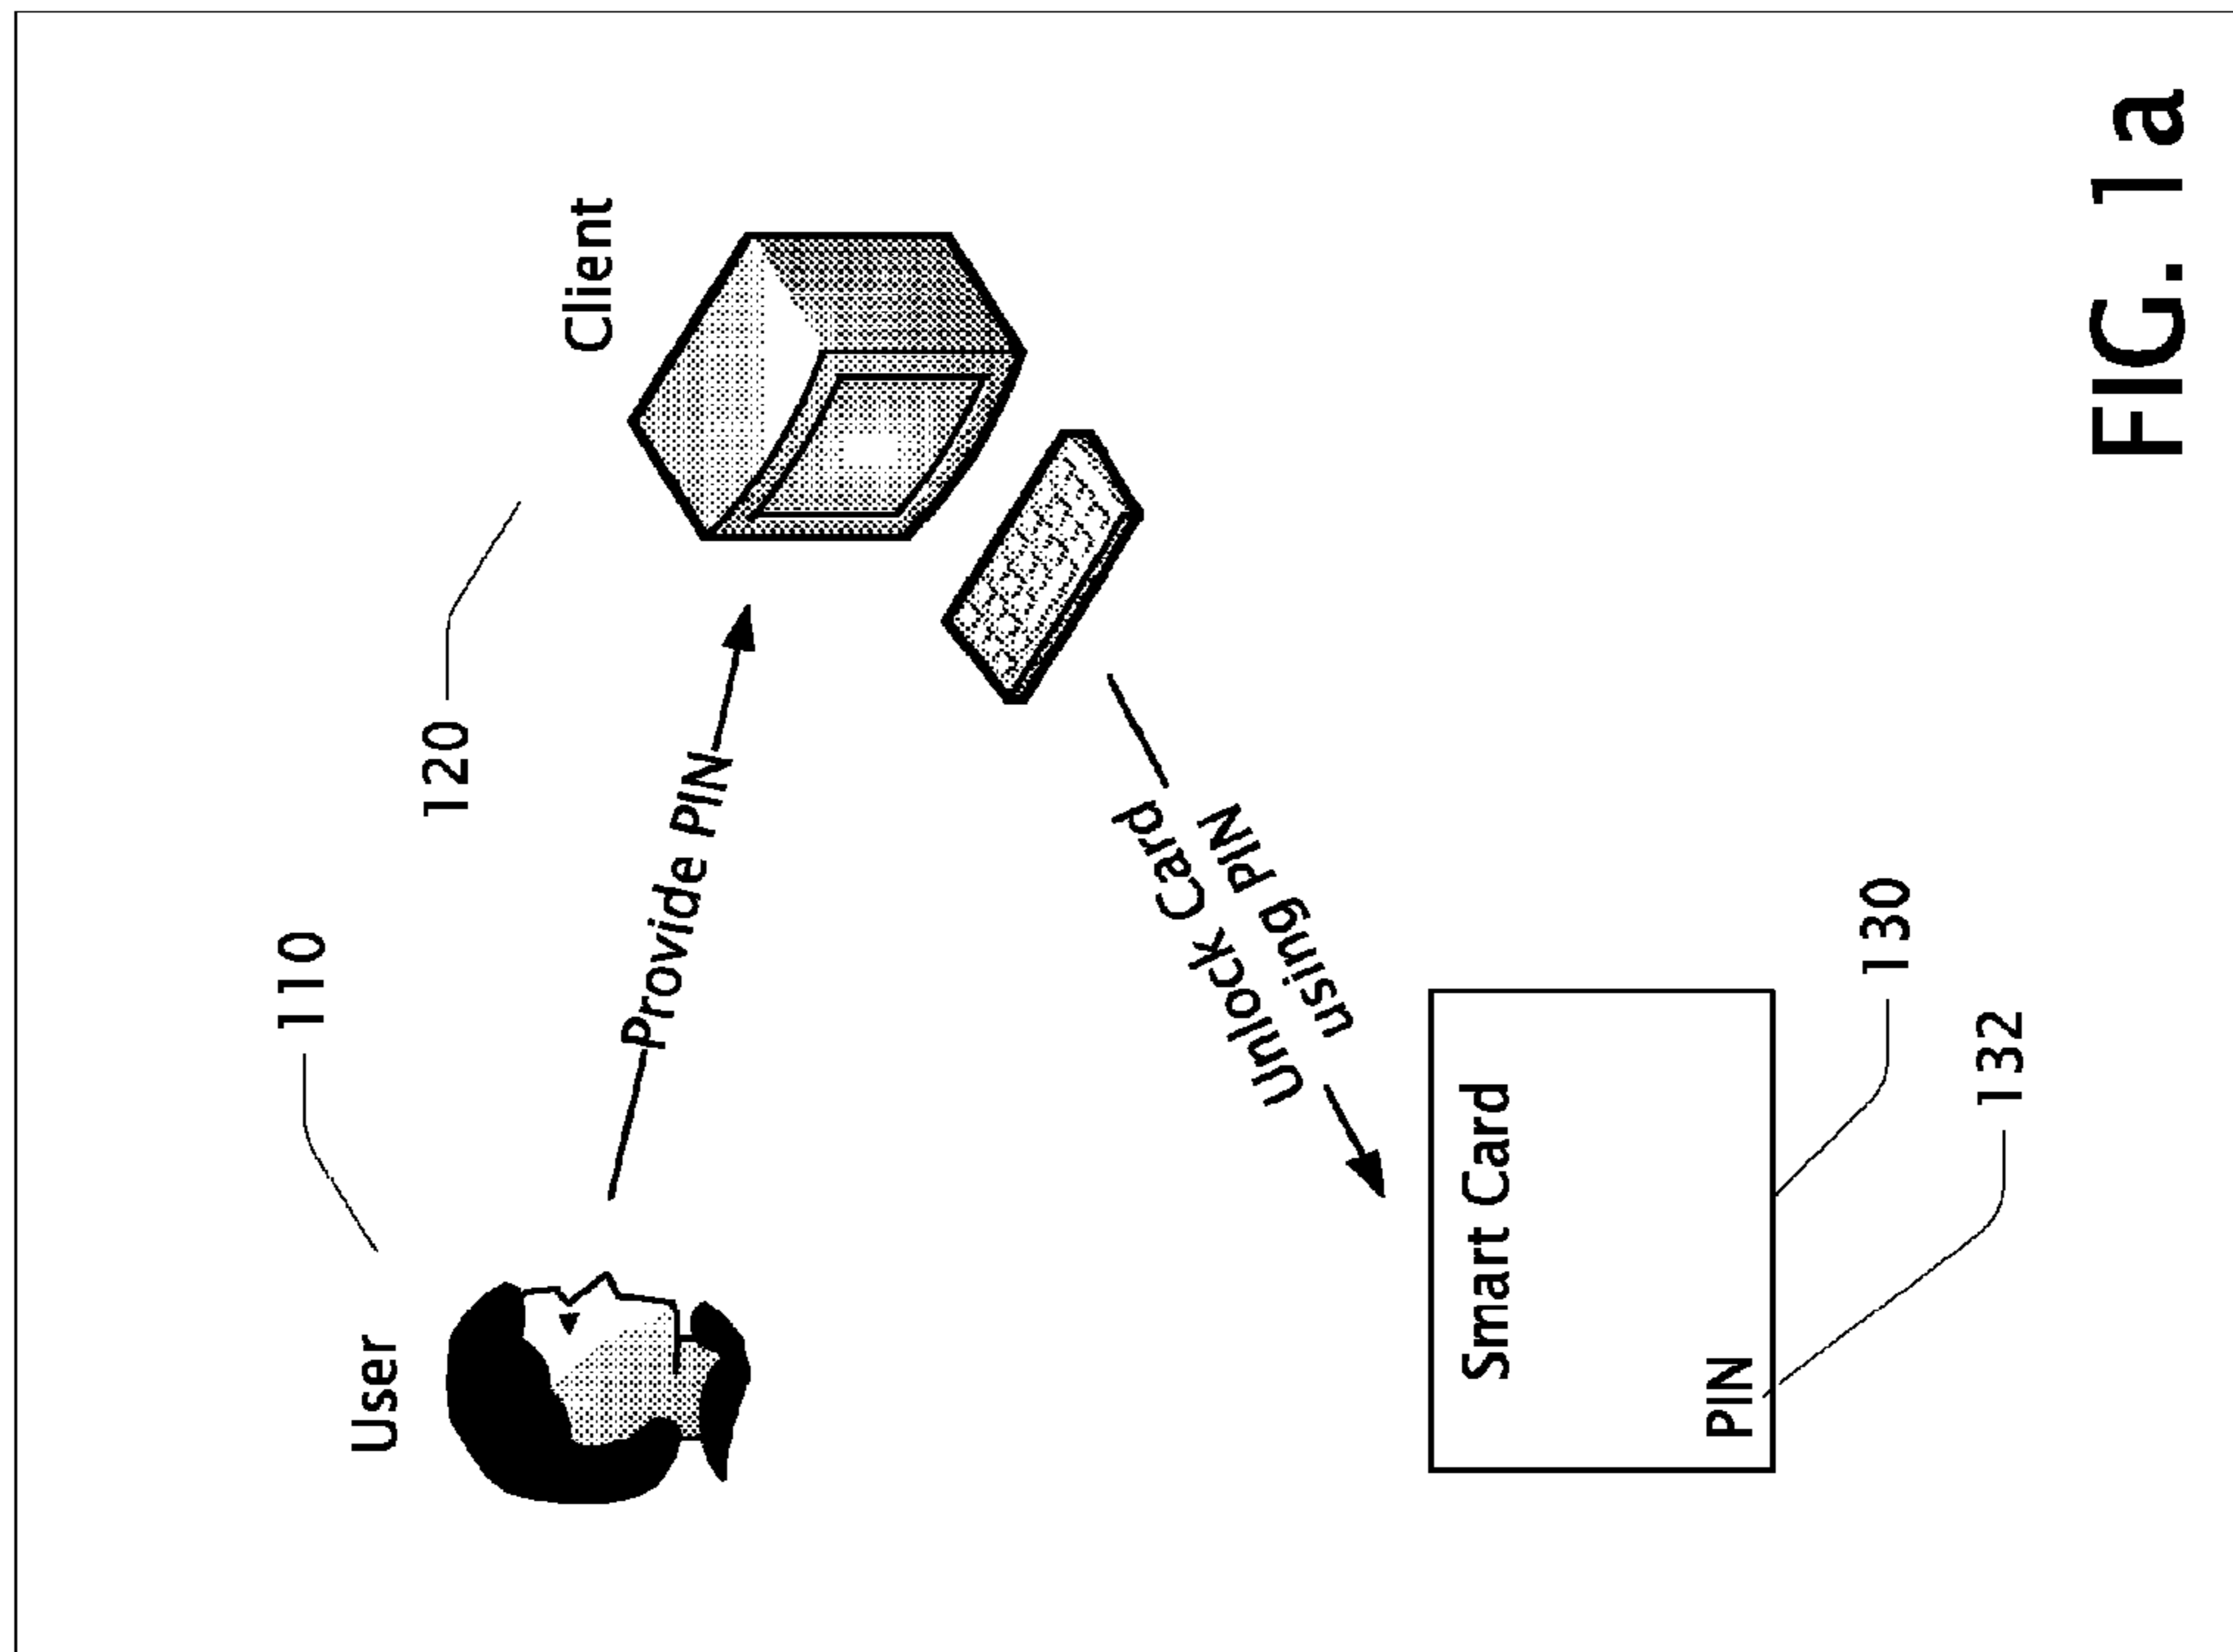 110
User
120
Client
Provide PIN
Unlock Card
using PIN
Smart Card
PIN
130
132
FIG. 1a